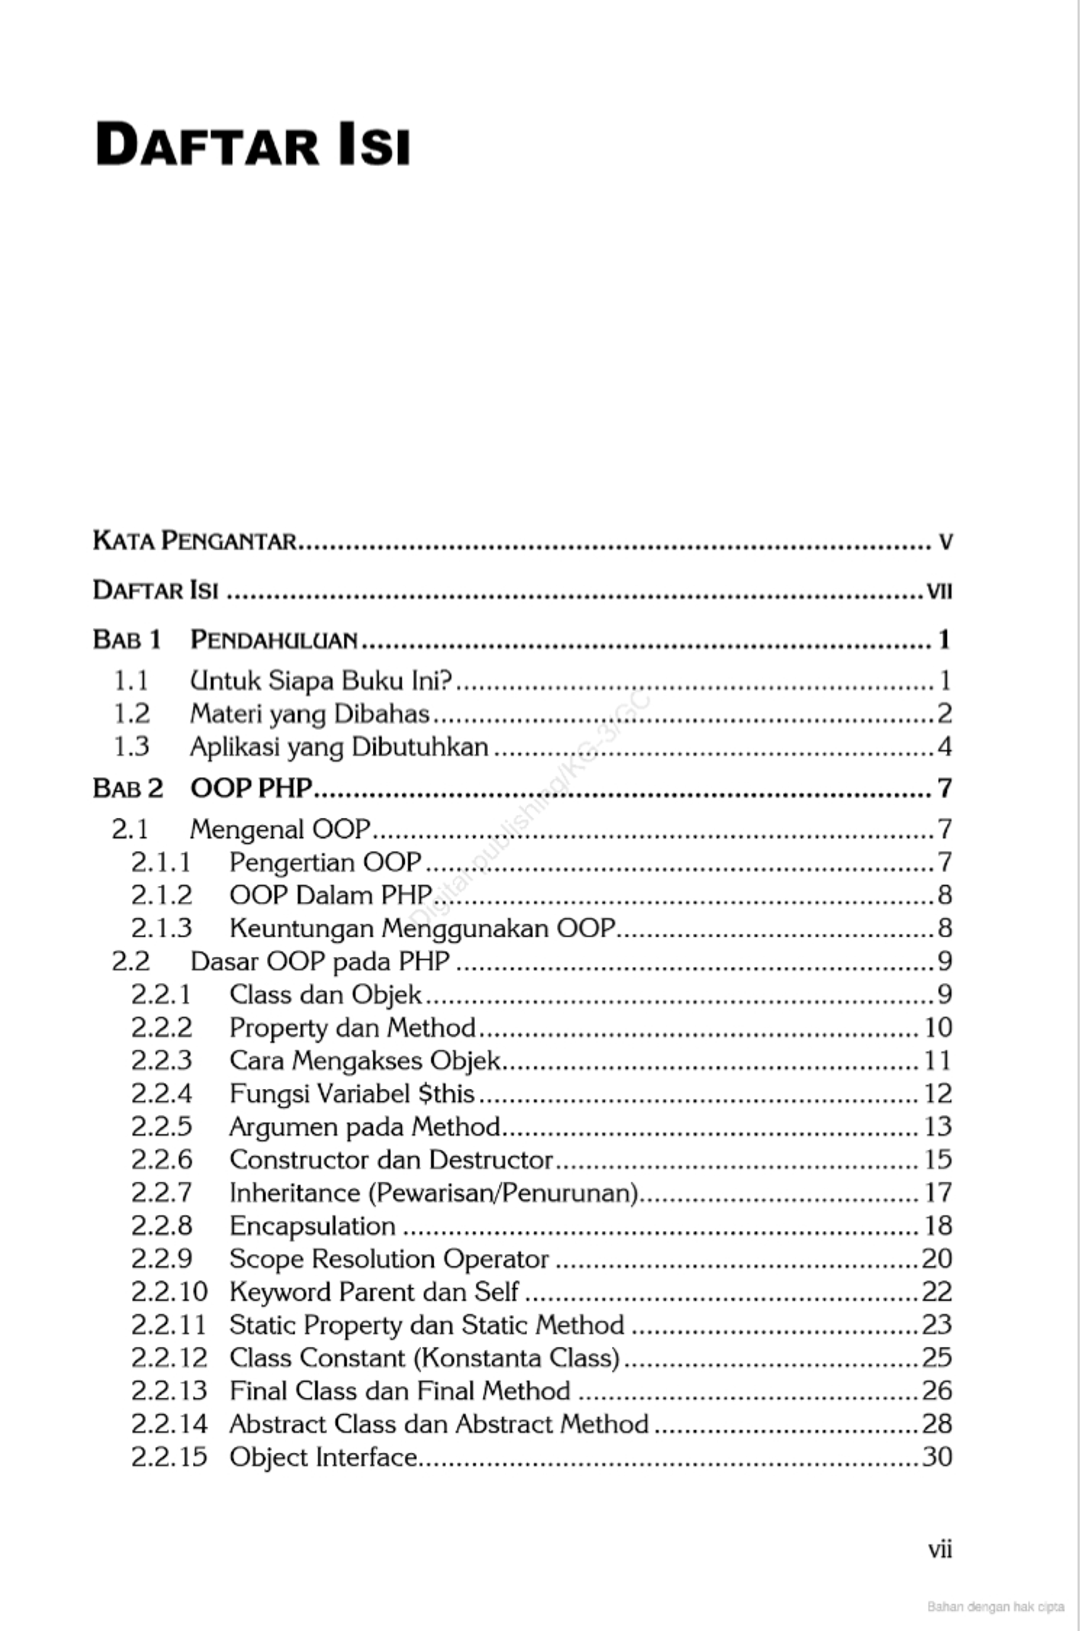 DAFTAR ISI
KATA PENGANTAR................................................................................ V
DAFTAR ISI ........................................................................................ VII
BAB 1 PENDAHULUAN........................................................................ 1
1.1 Untuk Siapa Buku Ini?................................................................ 1
1.2 Materi yang Dibahas................................................................... 2
1.3 Aplikasi yang Dibutuhkan ........................................................... 4
BAB 2 OOP PHP.............................................................................. 7
2.1 Mengenal OOP.......................................................................... 7
2.1.1 Pengertian OOP.................................................................... 7
2.1.2 OOP Dalam PHP................................................................... 8
2.1.3 Keuntungan Menggunakan OOP.......................................... 8
2.2 Dasar OOP pada PHP ................................................................ 9
2.2.1 Class dan Objek.................................................................... 9
2.2.2 Property dan Method........................................................... 10
2.2.3 Cara Mengakses Objek........................................................ 11
2.2.4 Fungsi Variabel $this........................................................... 12
2.2.5 Argumen pada Method........................................................ 13
2.2.6 Constructor dan Destructor................................................ 15
2.2.7 Inheritance (Pewarisan/Penurunan)..................................... 17
2.2.8 Encapsulation ..................................................................... 18
2.2.9 Scope Resolution Operator ................................................ 20
2.2.10 Keyword Parent dan Self .................................................... 22
2.2.11 Static Property dan Static Method ...................................... 23
2.2.12 Class Constant (Konstanta Class)....................................... 25
2.2.13 Final Class dan Final Method ............................................. 26
2.2.14 Abstract Class dan Abstract Method ................................... 28
2.2.15 Object Interface................................................................... 30
Digital publishing/KG-3/GC
vii
Bahan dengan hak cipta